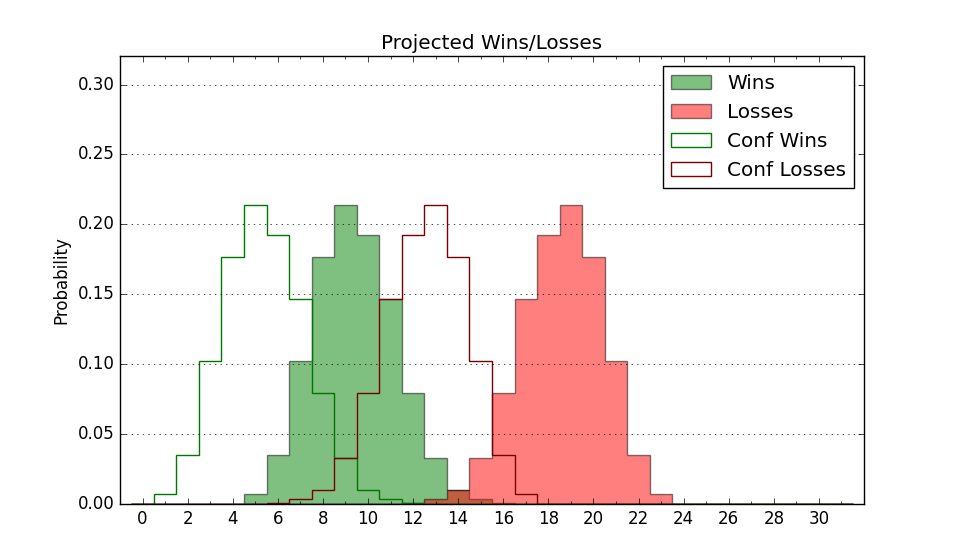 Projected Wins/Losses
0.30
0.25
0.20
0.15
0.10
0.05
0.00
Probability
Wins
Losses
Conf Wins
Conf Losses
0 2 4 6 8 10 12 14 16 18 20 22 24 26 28 30